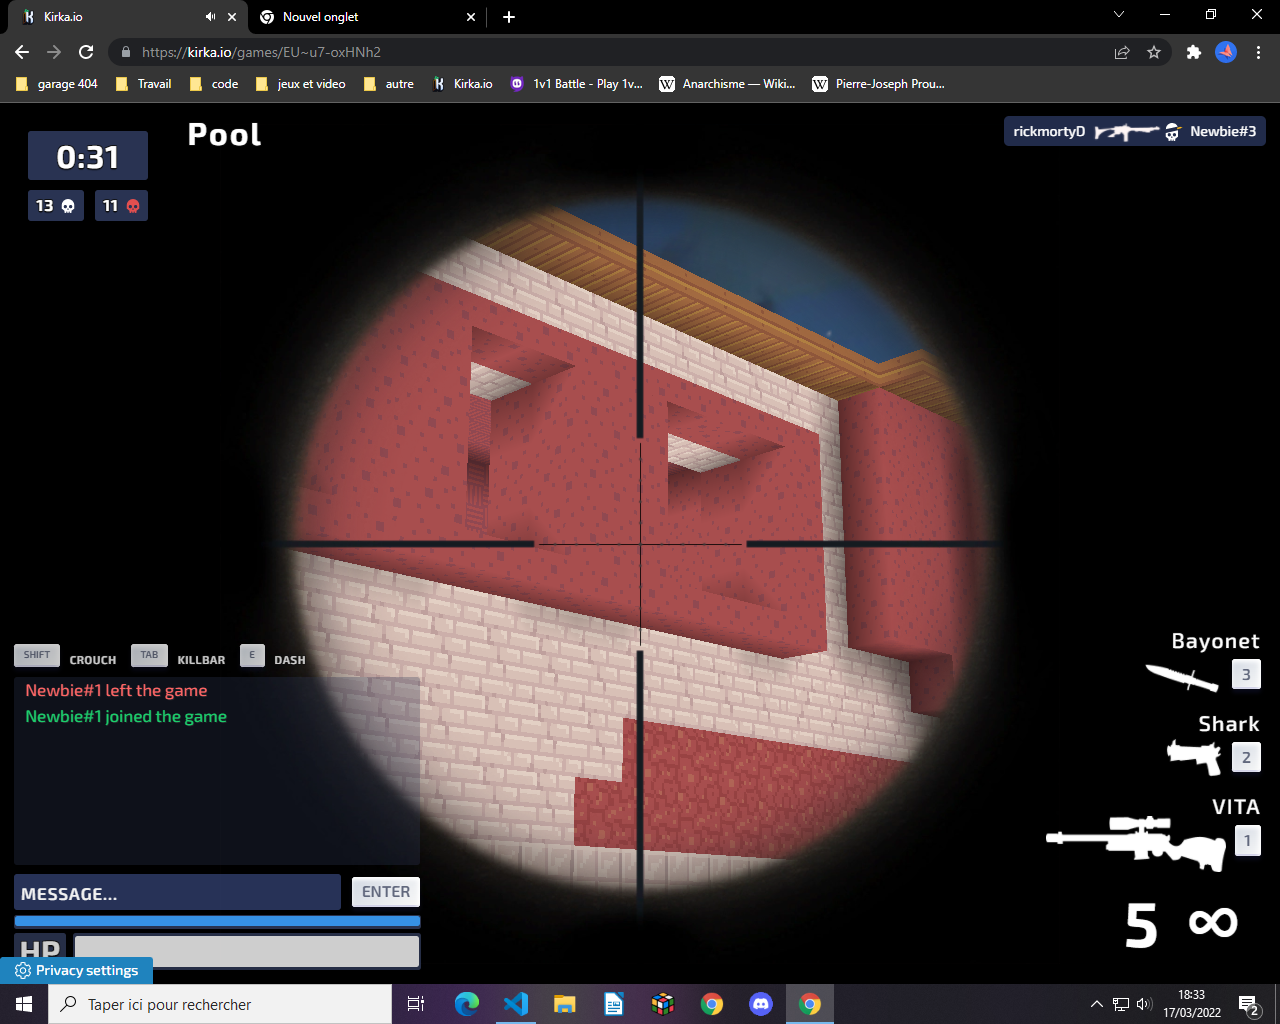 Kirka.io
Nouvel onglet
https://kirka.io/games/EU~u7-oxHNh2
garage 404
Travail
code
jeux et video
autre
Kirka.io
1v1 Battle - Play 1v...
Anarchisme — Wiki...
Pierre-Joseph Prou...
0:31
Pool
rickmortyD
Newbie#3
13
11
SHIFT
CROUCH
TAB
KILLBAR
E
DASH
Newbie#1 left the game
Newbie#1 joined the game
MESSAGE...
ENTER
HP
Privacy settings
Bayonet
3
Shark
2
VITA
1
5 ∞
Taper ici pour rechercher
18:33
17/03/2022
2